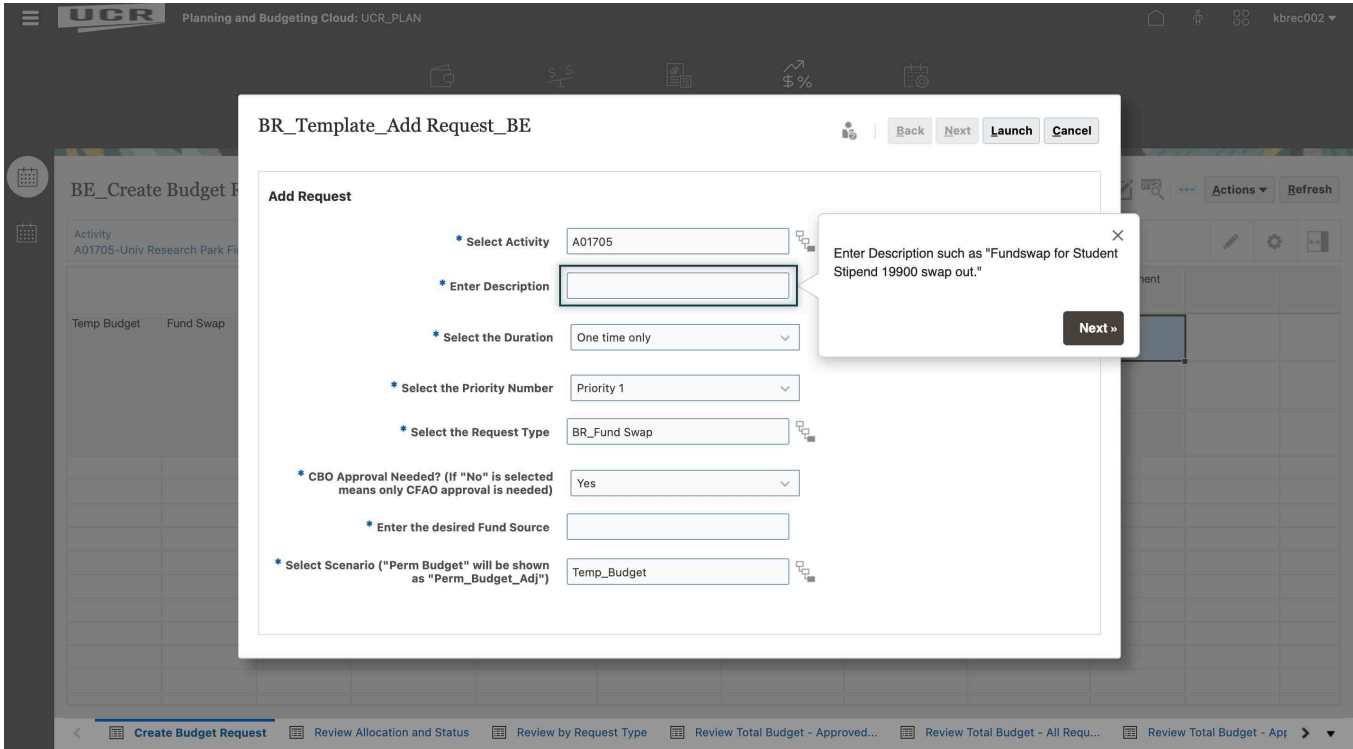 UCR
Planning and Budgeting Cloud: UCR_PLAN
kbrec002
$ $
$%
BR_Template_Add Request_BE
Back
Next
Launch
Cancel
BE_Create Budget R
Actions
Refresh
Activity
A01705-Univ Research Park Fi
Temp Budget
Fund Swap
Add Request
* Select Activity
A01705
* Enter Description
Enter Description such as "Fundswap for Student
Stipend 19900 swap out."
Next »
* Select the Duration
One time only
* Select the Priority Number
Priority 1
* Select the Request Type
BR_Fund Swap
* CBO Approval Needed? (If "No" is selected
means only CFAO approval is needed)
Yes
* Enter the desired Fund Source
* Select Scenario ("Perm Budget" will be shown
as "Perm_Budget_Adj")
Temp_Budget
Create Budget Request
Review Allocation and Status
Review by Request Type
Review Total Budget - Approved...
Review Total Budget - All Requ...
Review Total Budget - App